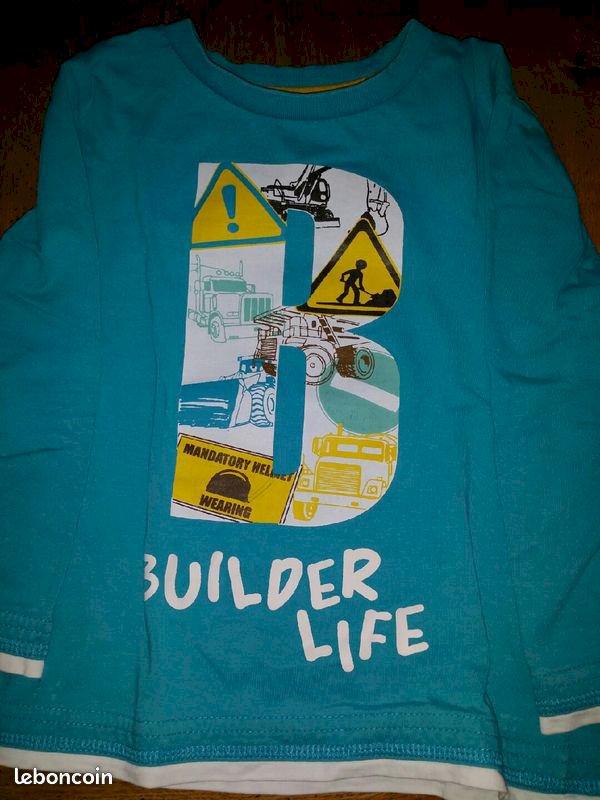 !
MANDATORY HELMET
WEARING
BUILDER
LIFE
leboncoin